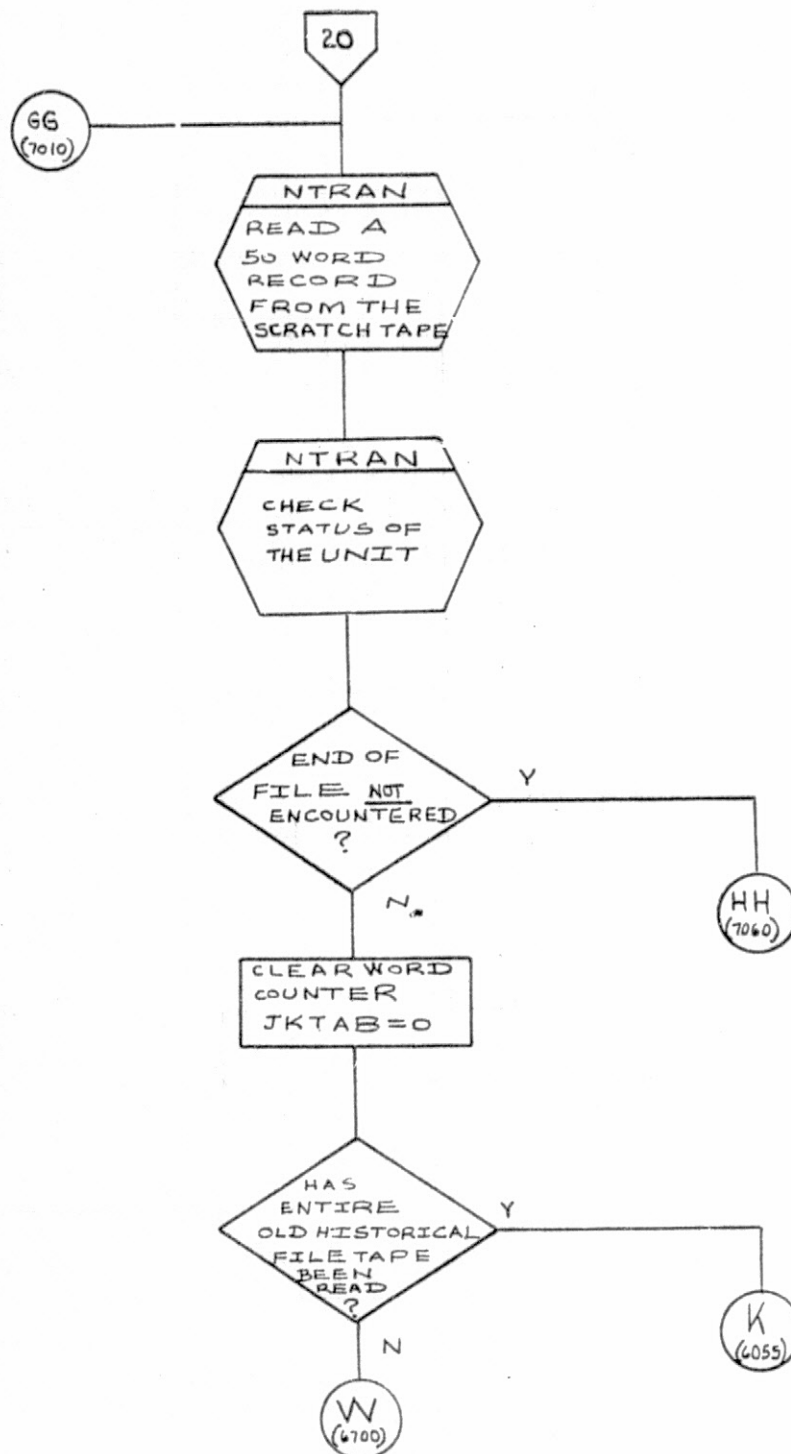 20
GG
(7010)
NTRAN
READ A
50 WORD
RECORD
FROM THE
SCRATCH TAPE
NTRAN
CHECK
STATUS OF
THE UNIT
END OF
FILE NOT
ENCOUNTERED
?
Y
HH
(7060)
N
CLEAR WORD
COUNTER
JKTAB=0
HAS
ENTIRE
OLD HISTORICAL
FILE TAPE
BEEN
READ
?
Y
K
(6055)
N
(6700)